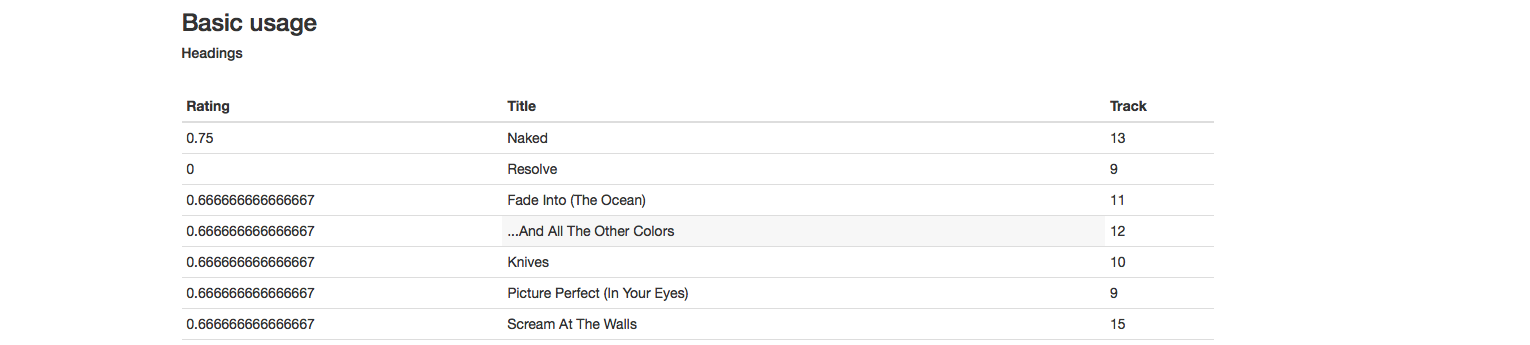 Basic usage
Headings
Rating Title Track
0.75 Naked 13
0 Resolve 9
0.666666666666667 Fade Into (The Ocean) 11
0.666666666666667 ...And All The Other Colors 12
0.666666666666667 Knives 10
0.666666666666667 Picture Perfect (In Your Eyes) 9
0.666666666666667 Scream At The Walls 15